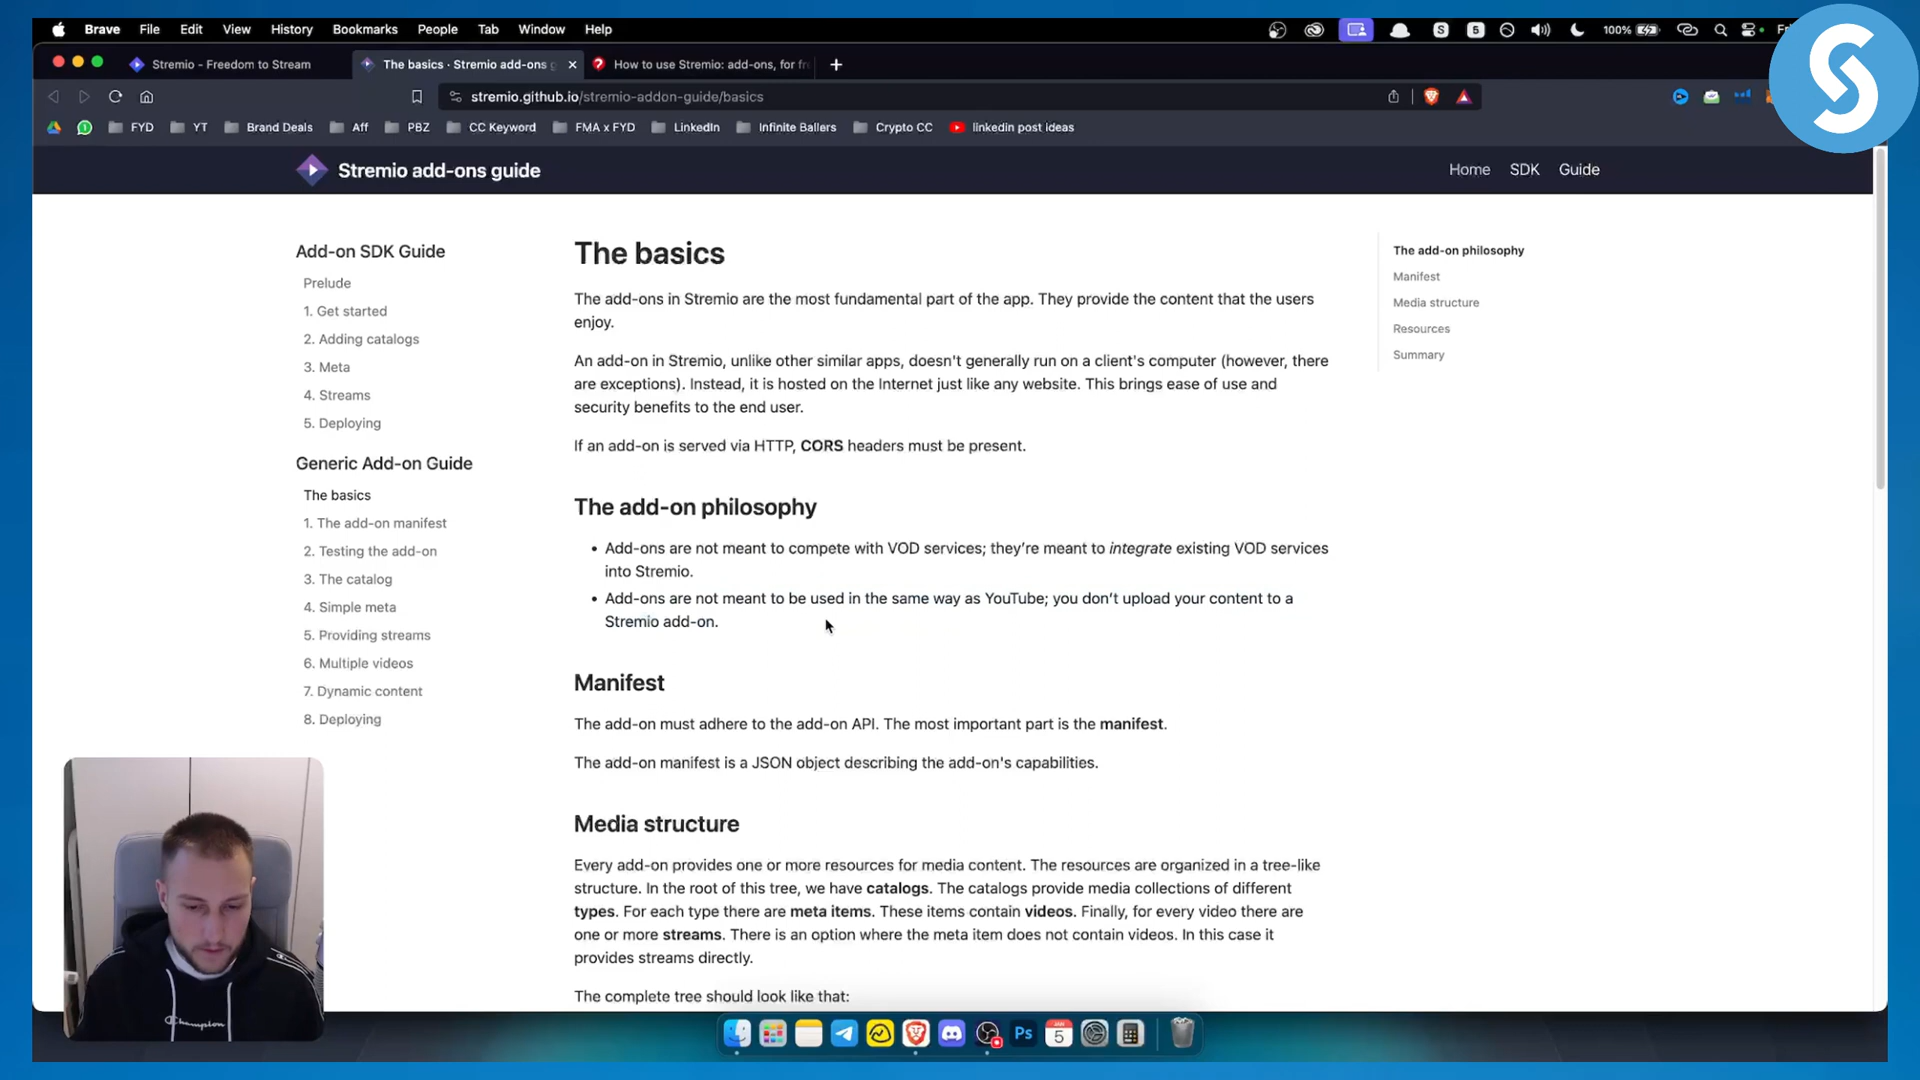 Brave File Edit View History Bookmarks People Tab Window Help
S 5 100%
Stremio - Freedom to Stream
The basics · Stremio add-ons
How to use Stremio: add-ons, for
stremio.github.io/stremio-addon-guide/basics
FYD YT Brand Deals Aff PBZ CC Keyword FMA x FYD LinkedIn Infinite Ballers Crypto CC linkedin post ideas
Stremio add-ons guide
Home SDK Guide
Add-on SDK Guide
Prelude
1. Get started
2. Adding catalogs
3. Meta
4. Streams
5. Deploying
Generic Add-on Guide
The basics
1. The add-on manifest
2. Testing the add-on
3. The catalog
4. Simple meta
5. Providing streams
6. Multiple videos
7. Dynamic content
8. Deploying
The basics
The add-ons in Stremio are the most fundamental part of the app. They provide the content that the users
enjoy.
An add-on in Stremio, unlike other similar apps, doesn't generally run on a client's computer (however, there
are exceptions). Instead, it is hosted on the Internet just like any website. This brings ease of use and
security benefits to the end user.
If an add-on is served via HTTP, CORS headers must be present.
The add-on philosophy
• Add-ons are not meant to compete with VOD services; they're meant to integrate existing VOD services
into Stremio.
• Add-ons are not meant to be used in the same way as YouTube; you don't upload your content to a
Stremio add-on.
Manifest
The add-on must adhere to the add-on API. The most important part is the manifest.
The add-on manifest is a JSON object describing the add-on's capabilities.
Media structure
Every add-on provides one or more resources for media content. The resources are organized in a tree-like
structure. In the root of this tree, we have catalogs. The catalogs provide media collections of different
types. For each type there are meta items. These items contain videos. Finally, for every video there are
one or more streams. There is an option where the meta item does not contain videos. In this case it
provides streams directly.
The complete tree should look like that:
The add-on philosophy
Manifest
Media structure
Resources
Summary
Champion
Ps
JAN
5